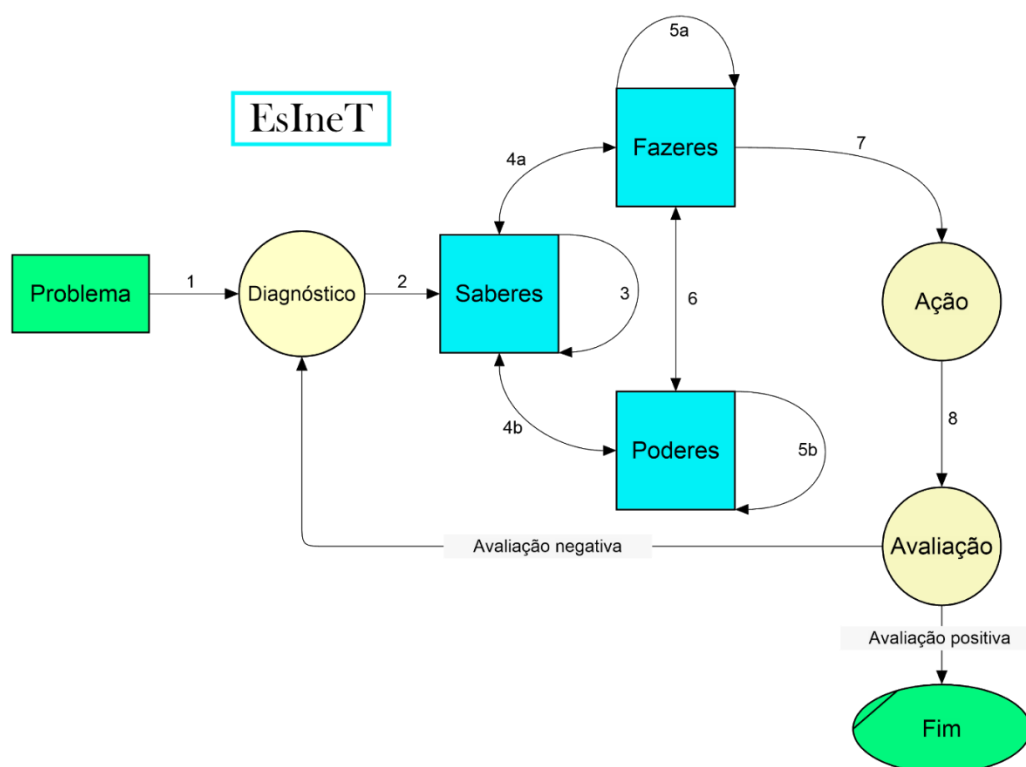 5a
EsIneT
Fazeres
7
4a
Problema
1
Diagnóstico
2
Saberes
3
6
Ação
4b
Poderes
5b
8
Avaliação negativa
Avaliação
Avaliação positiva
Fim